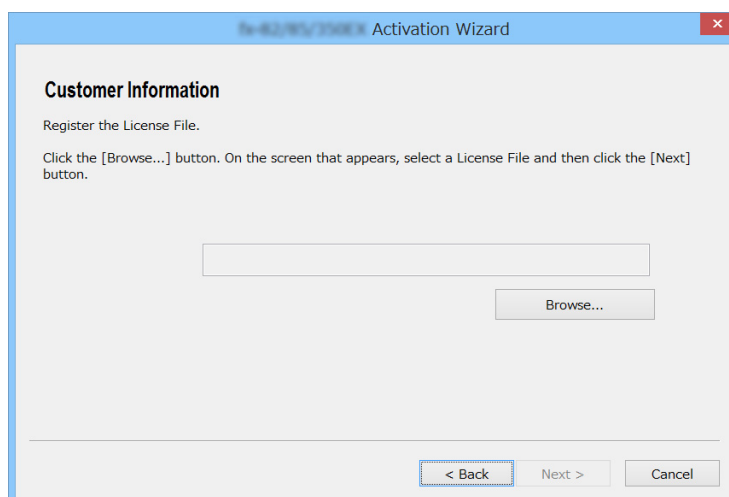 Activation Wizard
Customer Information
Register the License File.
Click the [Browse...] button. On the screen that appears, select a License File and then click the [Next]
button.
Browse...
< Back
Next >
Cancel